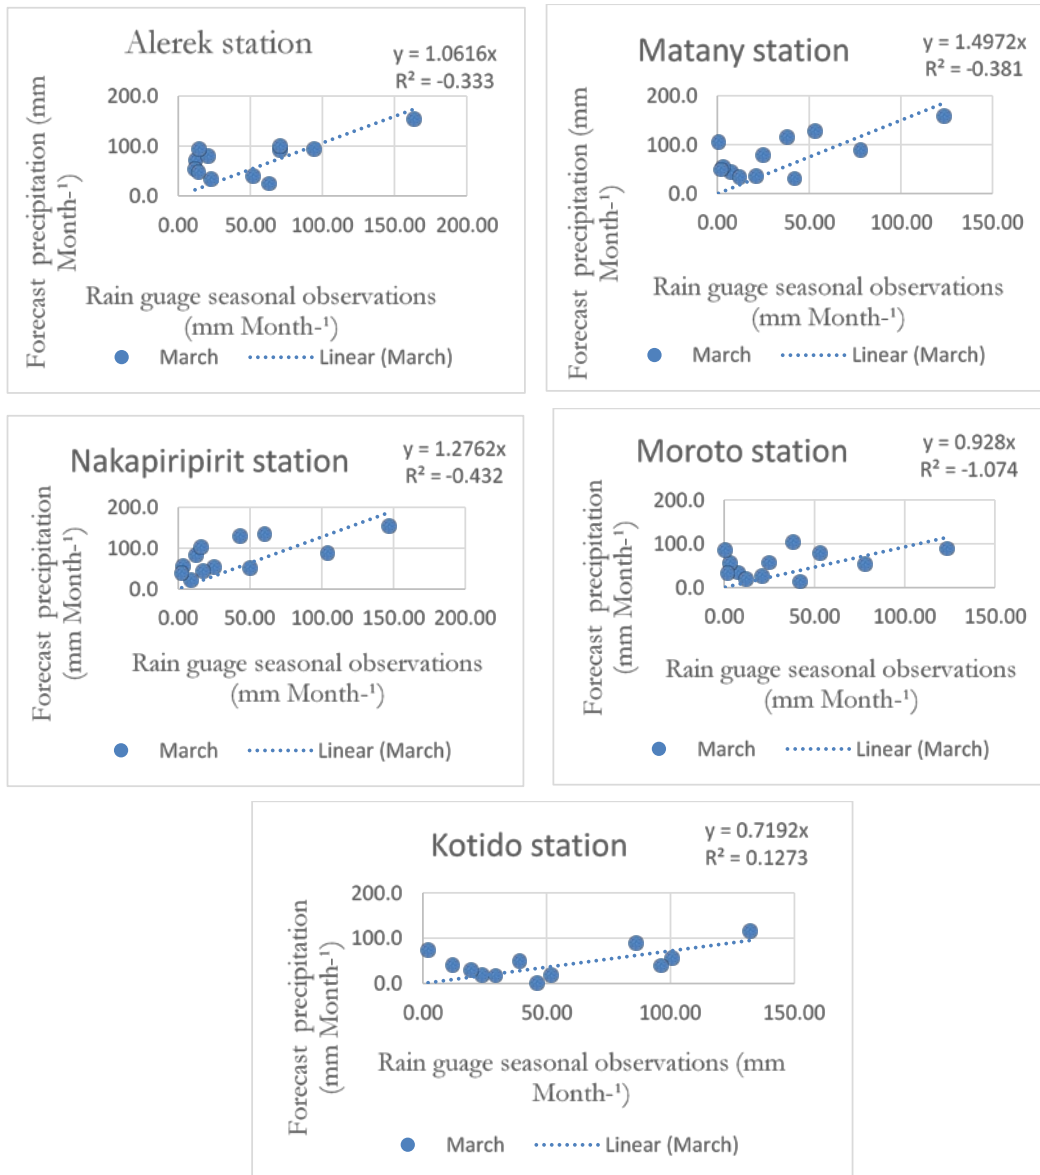 Alerek station
y = 1.0616x
R² = -0.333
Forecast precipitation (mm
Month-¹)
200.0
100.0
0.0
0.00 50.00 100.00 150.00 200.00
Rain guage seasonal observations
(mm Month-¹)
March Linear (March)
Matany station
y = 1.4972x
R² = -0.381
Forecast precipitation (mm
Month-¹)
200.0
100.0
0.0
0.00 50.00 100.00 150.00
Rain guage seasonal observations
(mm Month-¹)
March Linear (March)
Nakapiripirit station
y = 1.2762x
R² = -0.432
Forecast precipitation
(mm Month-¹)
200.0
100.0
0.0
0.00 50.00 100.00 150.00 200.00
Rain guage seasonal observations
(mm Month-¹)
March Linear (March)
Moroto station
y = 0.928x
R² = -1.074
Forecast precipitation
(mm Month-¹)
200.0
100.0
0.0
0.00 50.00 100.00 150.00
Rain guage seasonal observations
(mm Month-¹)
March Linear (March)
Kotido station
y = 0.7192x
R² = 0.1273
Forecast precipitation
(mm Month-¹)
200.0
100.0
0.0
0.00 50.00 100.00 150.00
Rain guage seasonal observations (mm
Month-¹)
March Linear (March)